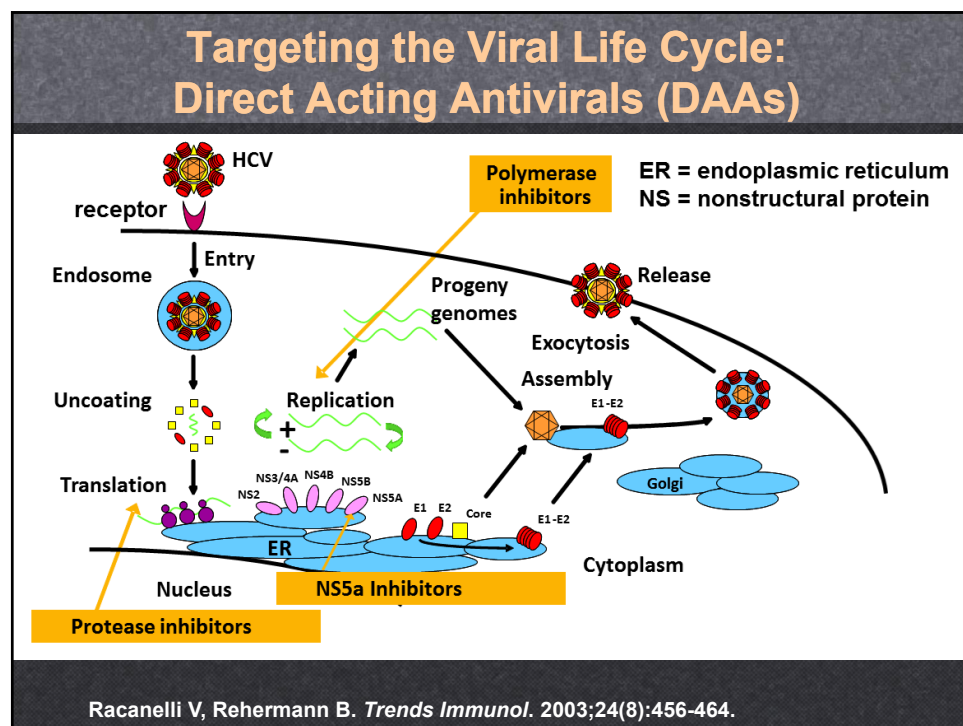 Targeting the Viral Life Cycle:
Direct Acting Antivirals (DAAs)
HCV
receptor
Polymerase
inhibitors
ER = endoplasmic reticulum
NS = nonstructural protein
Entry
Endosome
Release
Progeny
genomes
Exocytosis
Uncoating
Replication
Assembly
E1-E2
+
-
Translation
NS2
NS3/4A
NS4B
NS5B
NS5A
E1
E2
Core
E1-E2
Golgi
ER
Cytoplasm
Nucleus
NS5a Inhibitors
Protease inhibitors
Racanelli V, Rehermann B. Trends Immunol. 2003;24(8):456-464.